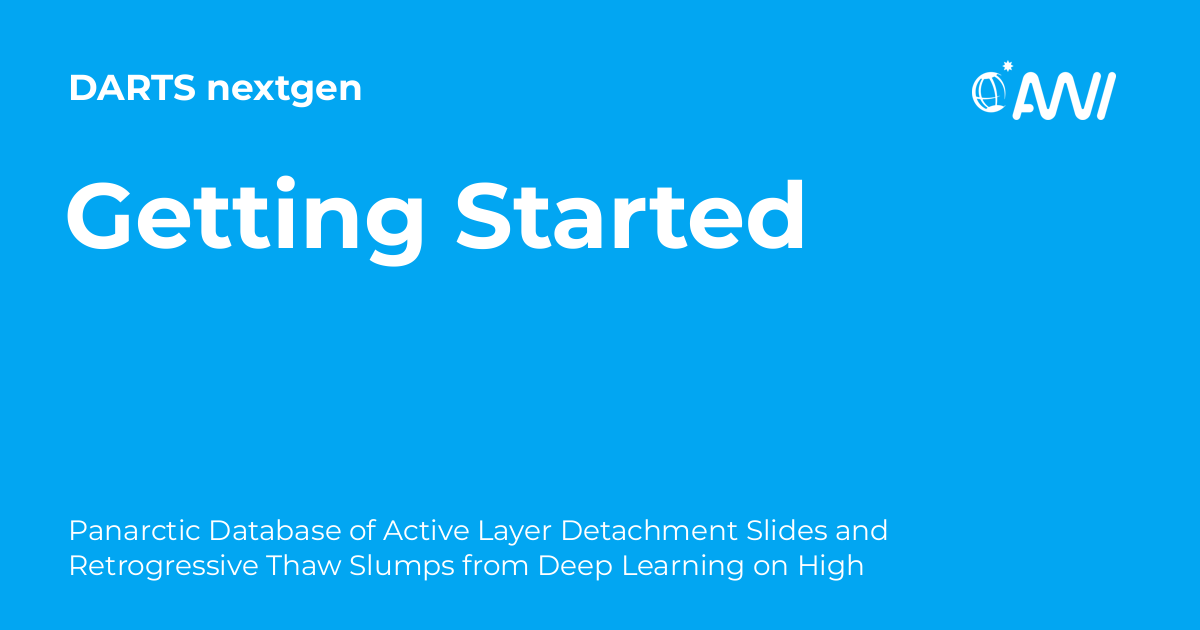 DARTS nextgen
AWI
Getting Started
Panarctic Database of Active Layer Detachment Slides and
Retrogressive Thaw Slumps from Deep Learning on High